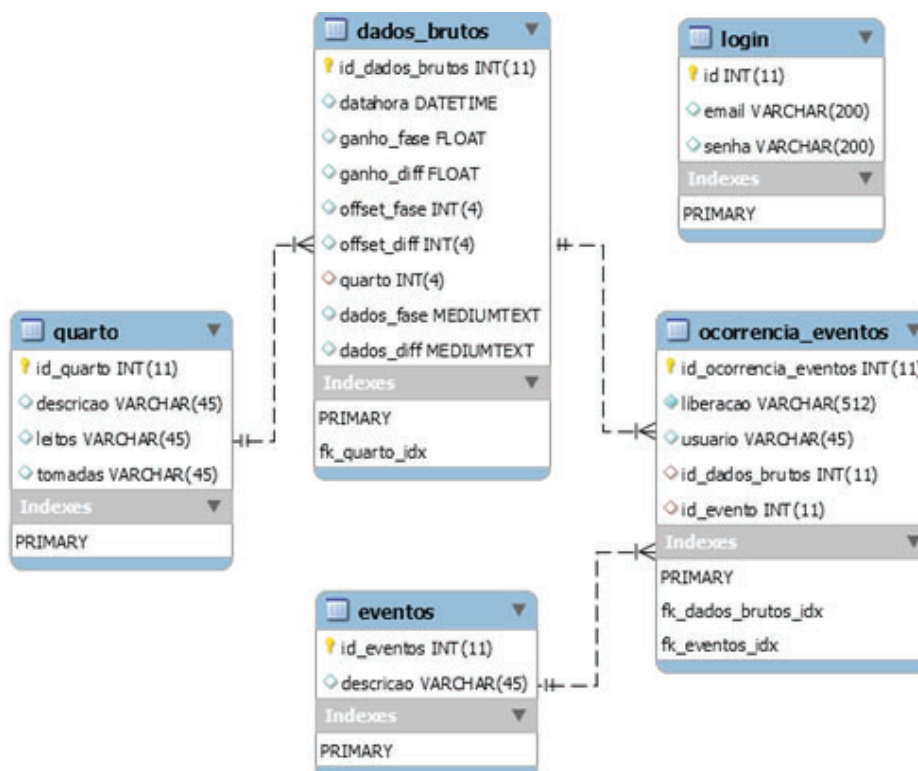 dados_brutos
id_dados_brutos INT(11)
datahora DATETIME
ganho_fase FLOAT
ganho_diff FLOAT
offset_fase INT(4)
offset_diff INT(4)
quarto INT(4)
dados_fase MEDIUMTEXT
dados_diff MEDIUMTEXT
Indexes
PRIMARY
fk_quarto_idx
login
id INT(11)
email VARCHAR(200)
senha VARCHAR(200)
Indexes
PRIMARY
quarto
id_quarto INT(11)
descricao VARCHAR(45)
leitos VARCHAR(45)
tomadas VARCHAR(45)
Indexes
PRIMARY
ocorrencia_eventos
id_ocorrencia_eventos INT(11)
liberacao VARCHAR(512)
usuario VARCHAR(45)
id_dados_brutos INT(11)
id_evento INT(11)
Indexes
PRIMARY
fk_dados_brutos_idx
fk_eventos_idx
eventos
id_eventos INT(11)
descricao VARCHAR(45)
Indexes
PRIMARY